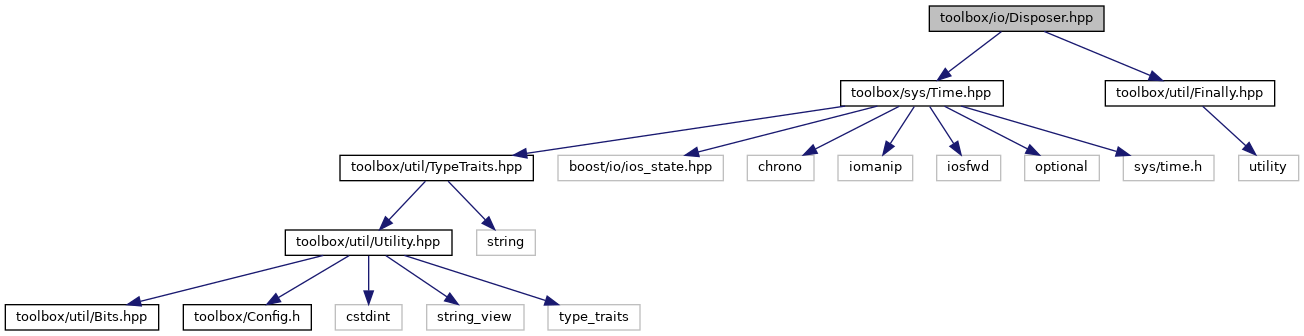 toolbox/io/Disposer.hpp
toolbox/sys/Time.hpp
toolbox/util/Finally.hpp
toolbox/util/TypeTraits.hpp
boost/io/ios_state.hpp
chrono
iomanip
iosfwd
optional
sys/time.h
utility
toolbox/util/Utility.hpp
string
toolbox/util/Bits.hpp
toolbox/Config.h
cstdint
string_view
type_traits